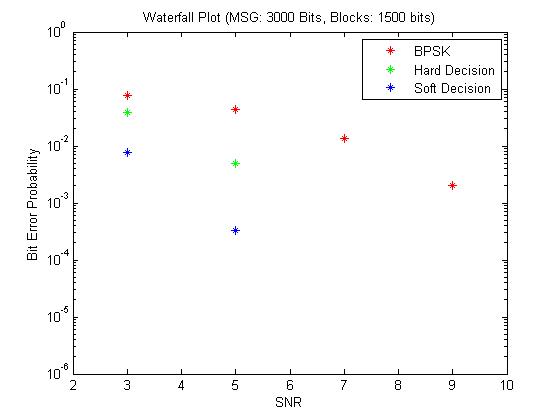 Waterfall Plot (MSG: 3000 Bits, Blocks: 1500 bits)
10^0
BPSK
Hard Decision
Soft Decision
10^-1
10^-2
10^-3
10^-4
10^-5
10^-6
Bit Error Probability
2 3 4 5 6 7 8 9 10
SNR